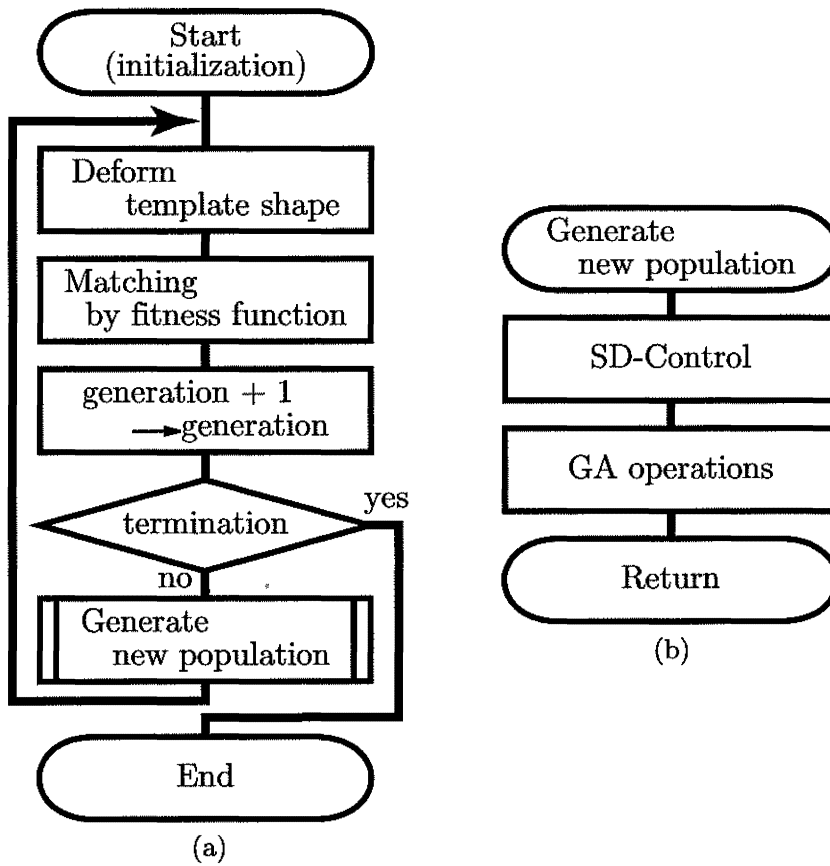 Start
(initialization)
Deform
template shape
Matching
by fitness function
generation + 1
→generation
termination
yes
no
Generate
new population
End
(a)
Generate
new population
SD-Control
GA operations
Return
(b)